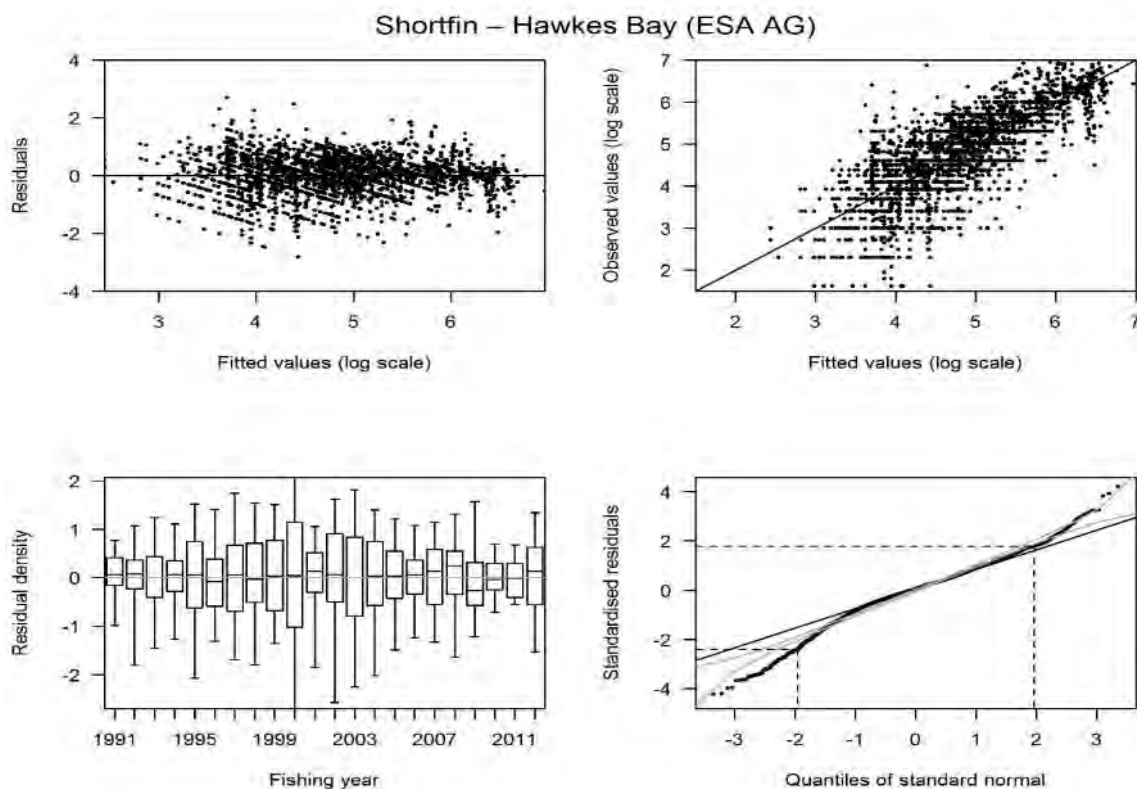 Shortfin – Hawkes Bay (ESA AG)
4
2
0
-2
-4
Residuals
3 4 5 6
Fitted values (log scale)
7
6
5
4
3
2
Observed values (log scale)
2 3 4 5 6 7
Fitted values (log scale)
2
1
0
-1
-2
Residual density
1991 1995 1999 2003 2007 2011
Fishing year
4
2
0
-2
-4
Standardised residuals
-3 -2 -1 0 1 2 3
Quantiles of standard normal